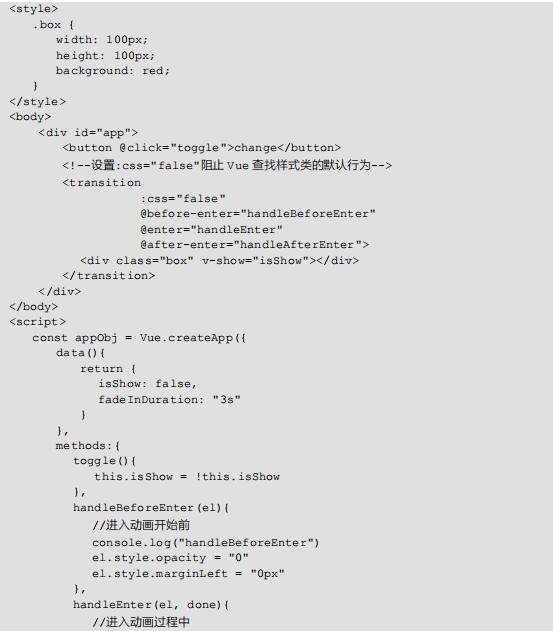 <style>
.box {
width: 100px;
height: 100px;
background: red;
}
</style>
<body>
<div id="app">
<button @click="toggle">change</button>
<!--设置:css="false"阻止 Vue 查找样式类的默认行为-->
<transition
:css="false"
@before-enter="handleBeforeEnter"
@enter="handleEnter"
@after-enter="handleAfterEnter">
<div class="box" v-show="isShow"></div>
</transition>
</div>
</body>
<script>
const appObj = Vue.createApp({
data(){
return {
isShow: false,
fadeInDuration: "3s"
}
},
methods:{
toggle(){
this.isShow = !this.isShow
},
handleBeforeEnter(el){
//进入动画开始前
console.log("handleBeforeEnter")
el.style.opacity = "0"
el.style.marginLeft = "0px"
},
handleEnter(el, done){
//进入动画过程中